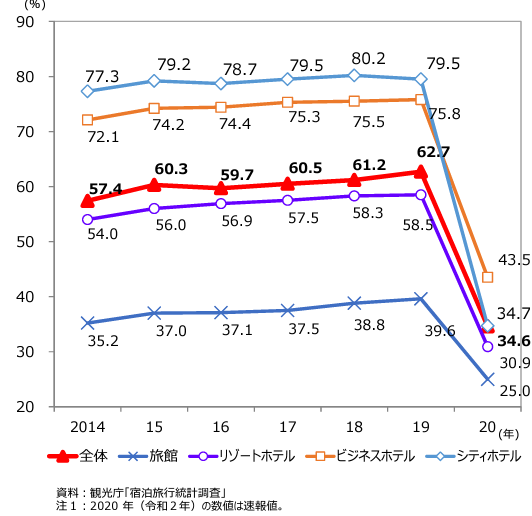 (%)
90
80
70
60
50
40
30
20
77.3 79.2 78.7 79.5 80.2 79.5
72.1 74.2 74.4 75.3 75.5 75.8
57.4 60.3 59.7 60.5 61.2 62.7
54.0 56.0 56.9 57.5 58.3 58.5
35.2 37.0 37.1 37.5 38.8 39.6
43.5
34.7
34.6
30.9
25.0
2014 15 16 17 18 19 20 (年)
全体 旅館 リゾートホテル ビジネスホテル シティホテル
資料：観光庁「宿泊旅行統計調査」
注１：2020 年（令和２年）の数値は速報値。